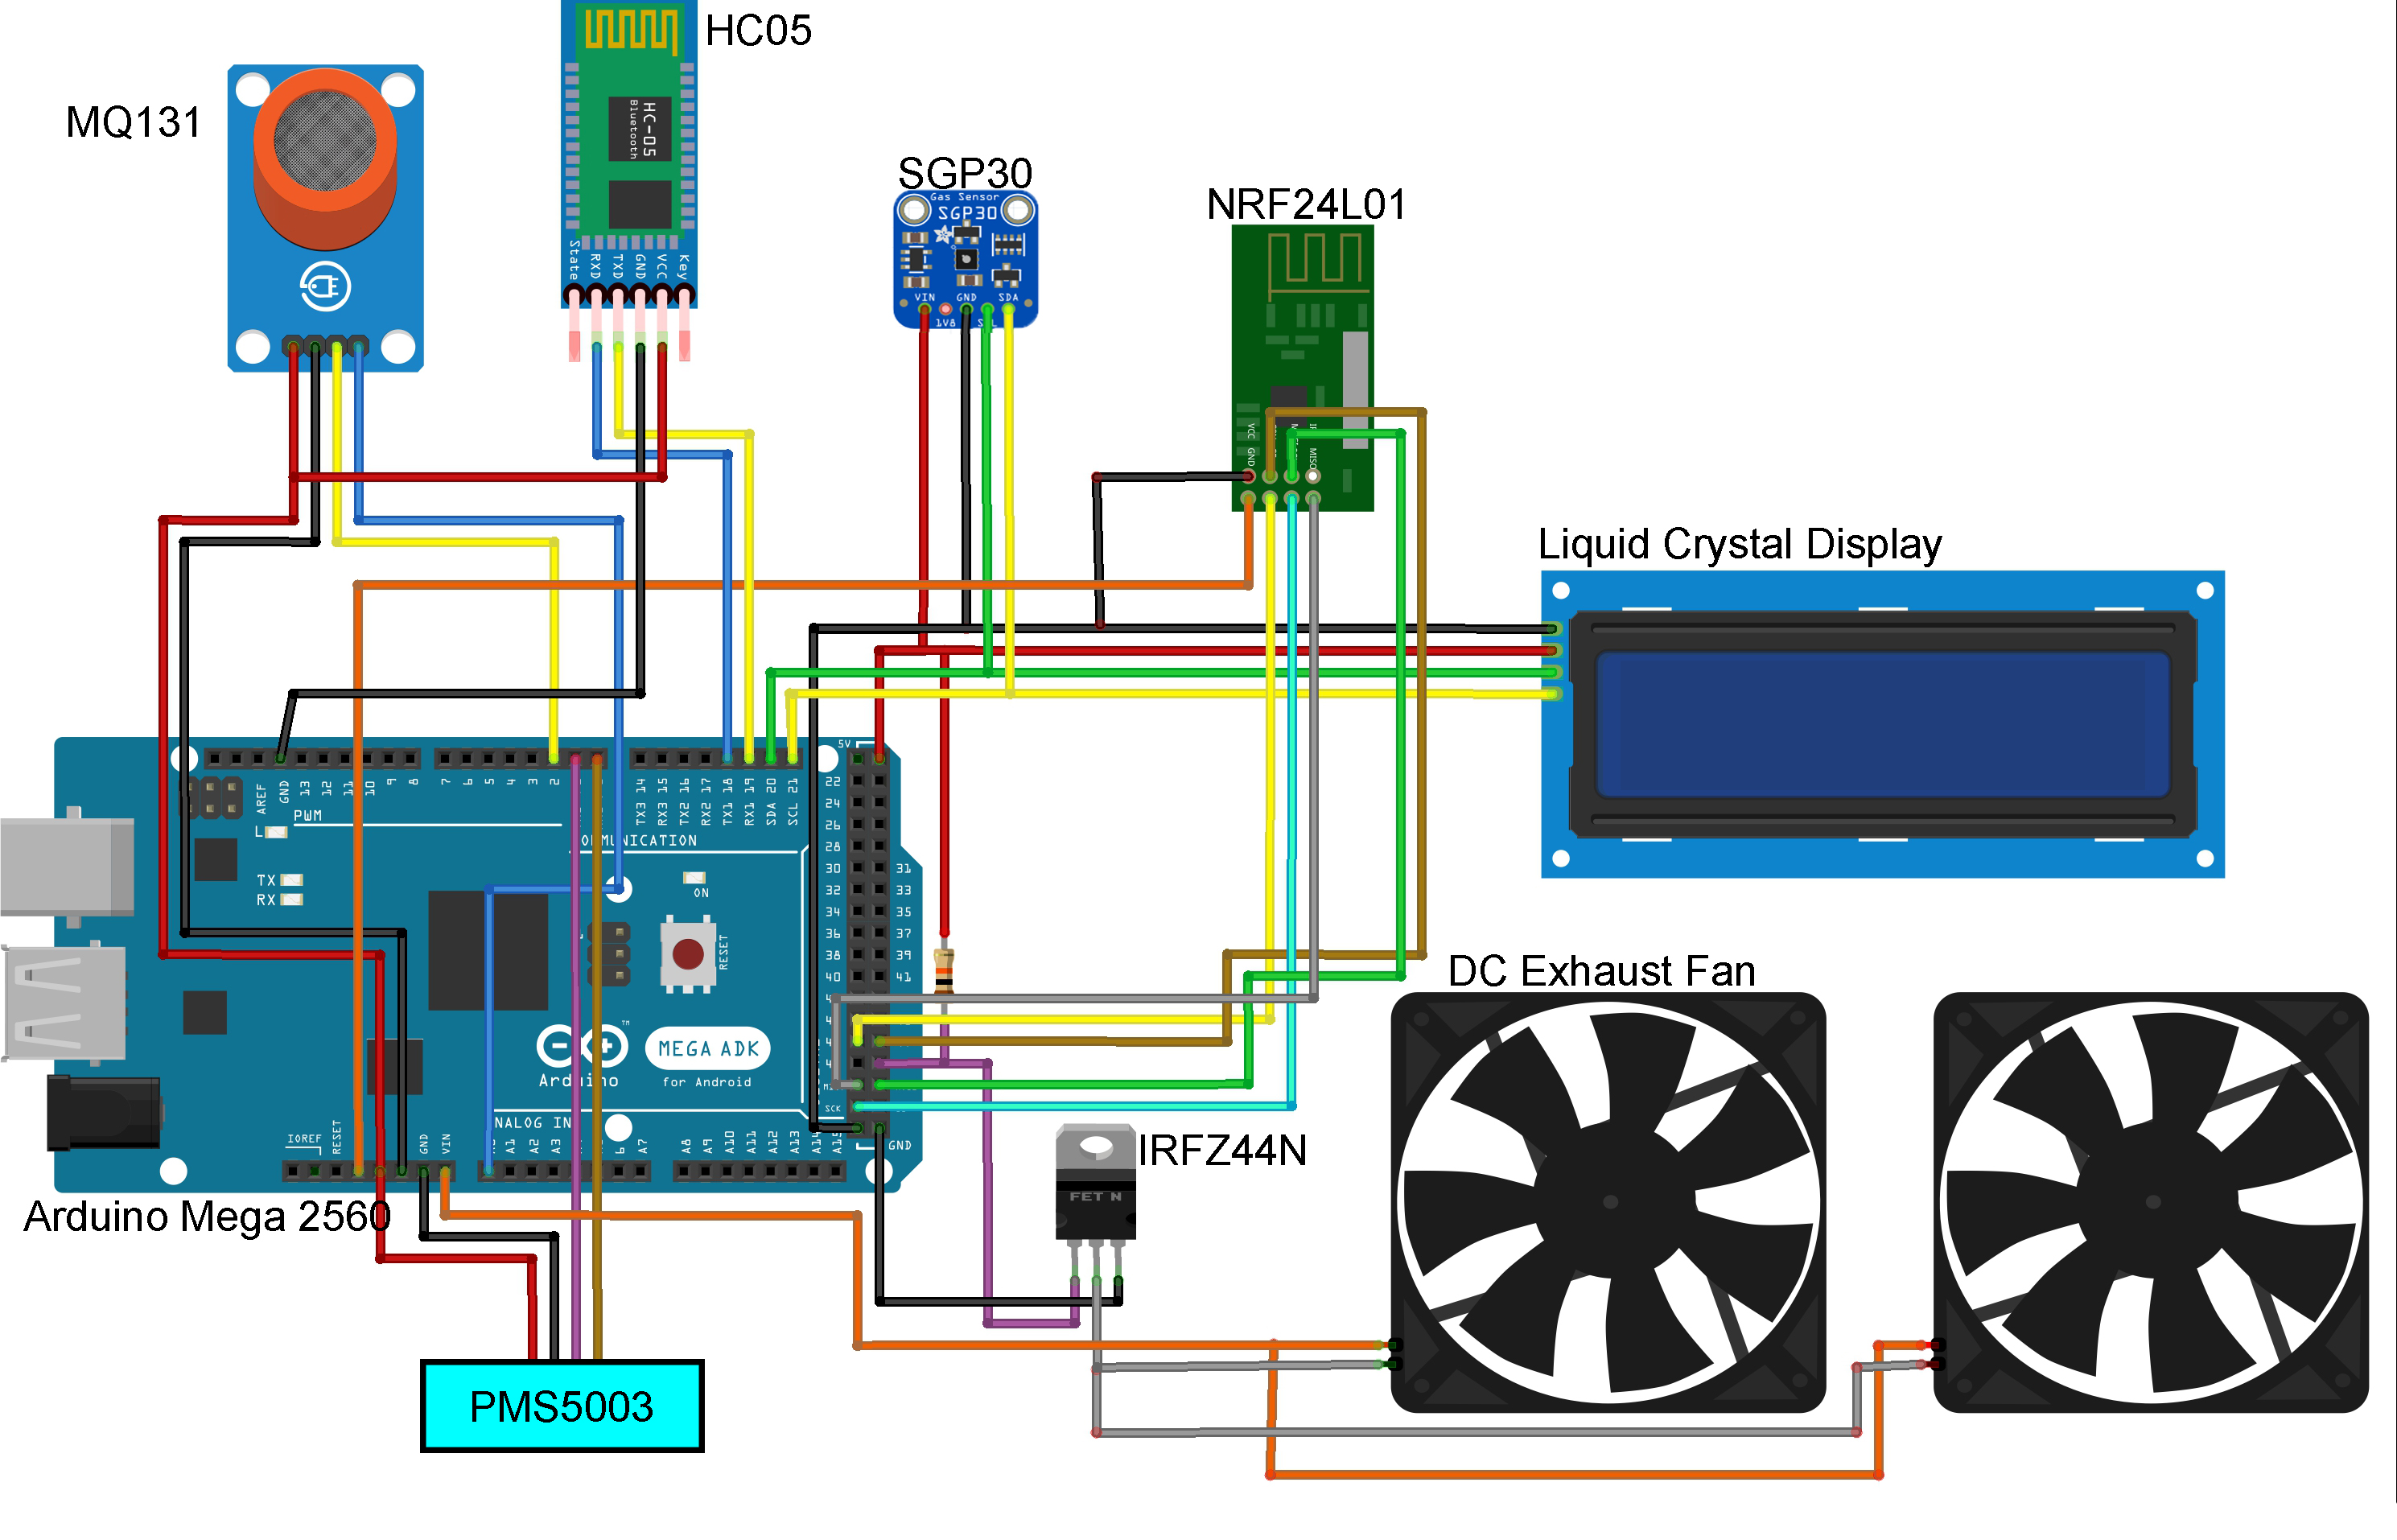 HC05
MQ131
HC-05
Bluetooth
State
RXD
TXD
GND
VCC
Key
SGP30
Gas Sensor
SGP30
VIN
GND
SDA
1V8
NRF24L01
VCC
GND
MISO
Liquid Crystal Display
5V
AREF
GND
13
12
11
10
9
8
7
6
5
4
3
2
TX3 14
RX3 15
TX2 16
RX2 17
TX1 18
RX1 19
SDA 20
SCL 21
PWM
L
TX
RX
ON
RESET
22
24
26
28
30
32
34
36
38
40
31
33
35
37
39
41
Arduino
TM
MEGA ADK
for Android
SCK
GND
IOREF
RESET
GND
VIN
A1
A2
A3
A7
A8
A9
A10
A11
A12
A13
A14
A15
Arduino Mega 2560
DC Exhaust Fan
IRFZ44N
FET N
PMS5003